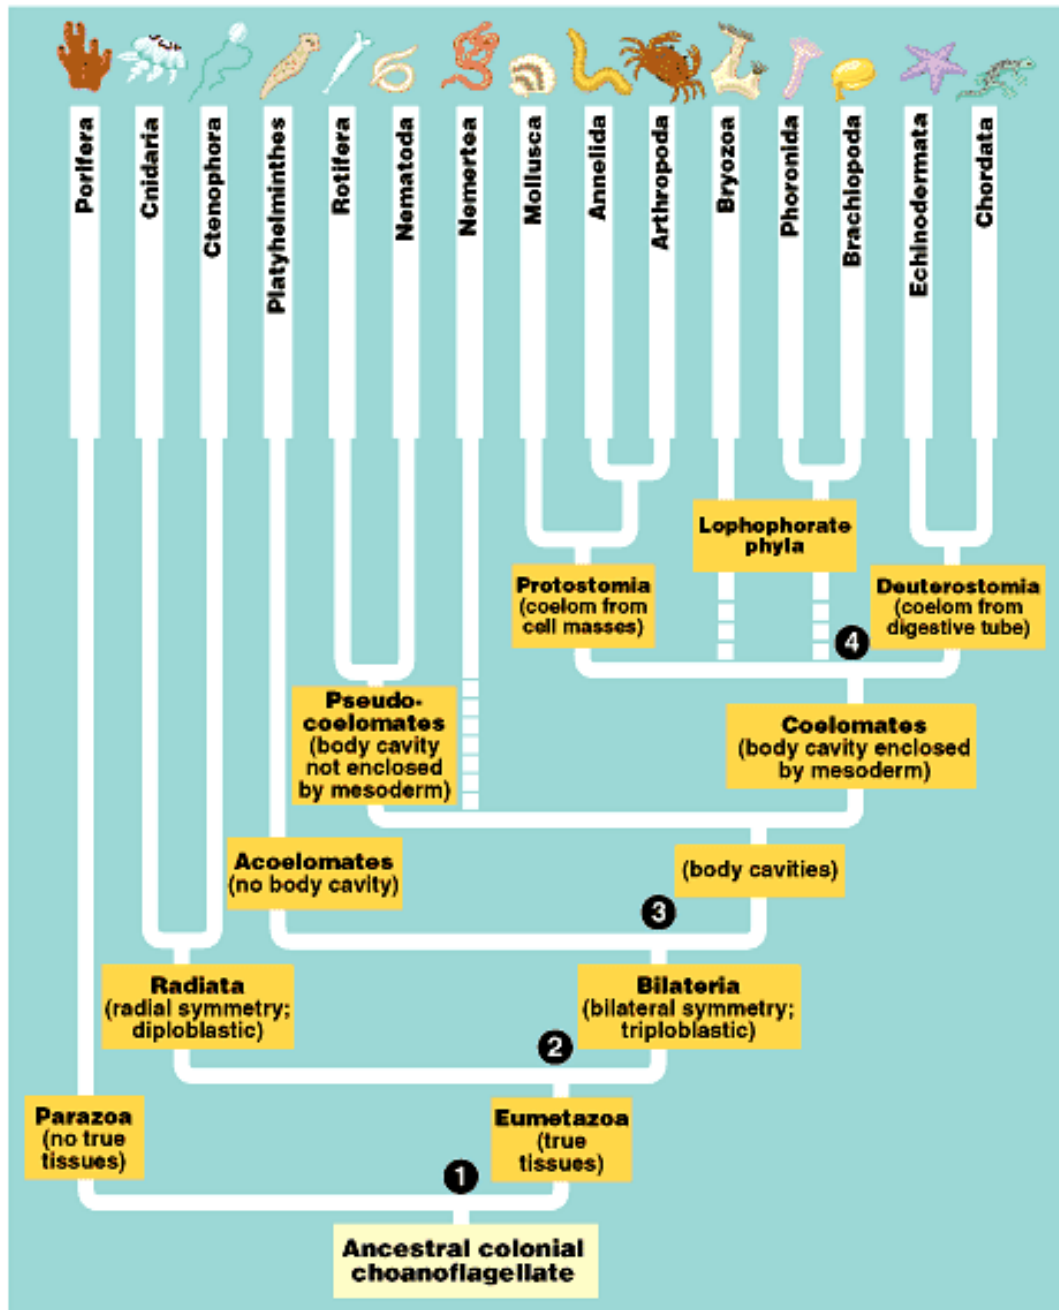 Porifera
Cnidaria
Ctenophora
Platyhelminthes
Rotifera
Nematoda
Nemertea
Mollusca
Annelida
Arthropoda
Bryozoa
Phoronida
Brachiopoda
Echinodermata
Chordata
Lophophorate
phyla
Protostomia
(coelom from
cell masses)
Deuterostomia
(coelom from
digestive tube)
4
Pseudo-
coelomates
(body cavity
not enclosed
by mesoderm)
Coelomates
(body cavity enclosed
by mesoderm)
Acoelomates
(no body cavity)
(body cavities)
3
Radiata
(radial symmetry;
diploblastic)
Bilateria
(bilateral symmetry;
triploblastic)
2
Parazoa
(no true
tissues)
Eumetazoa
(true
tissues)
1
Ancestral colonial
choanoflagellate